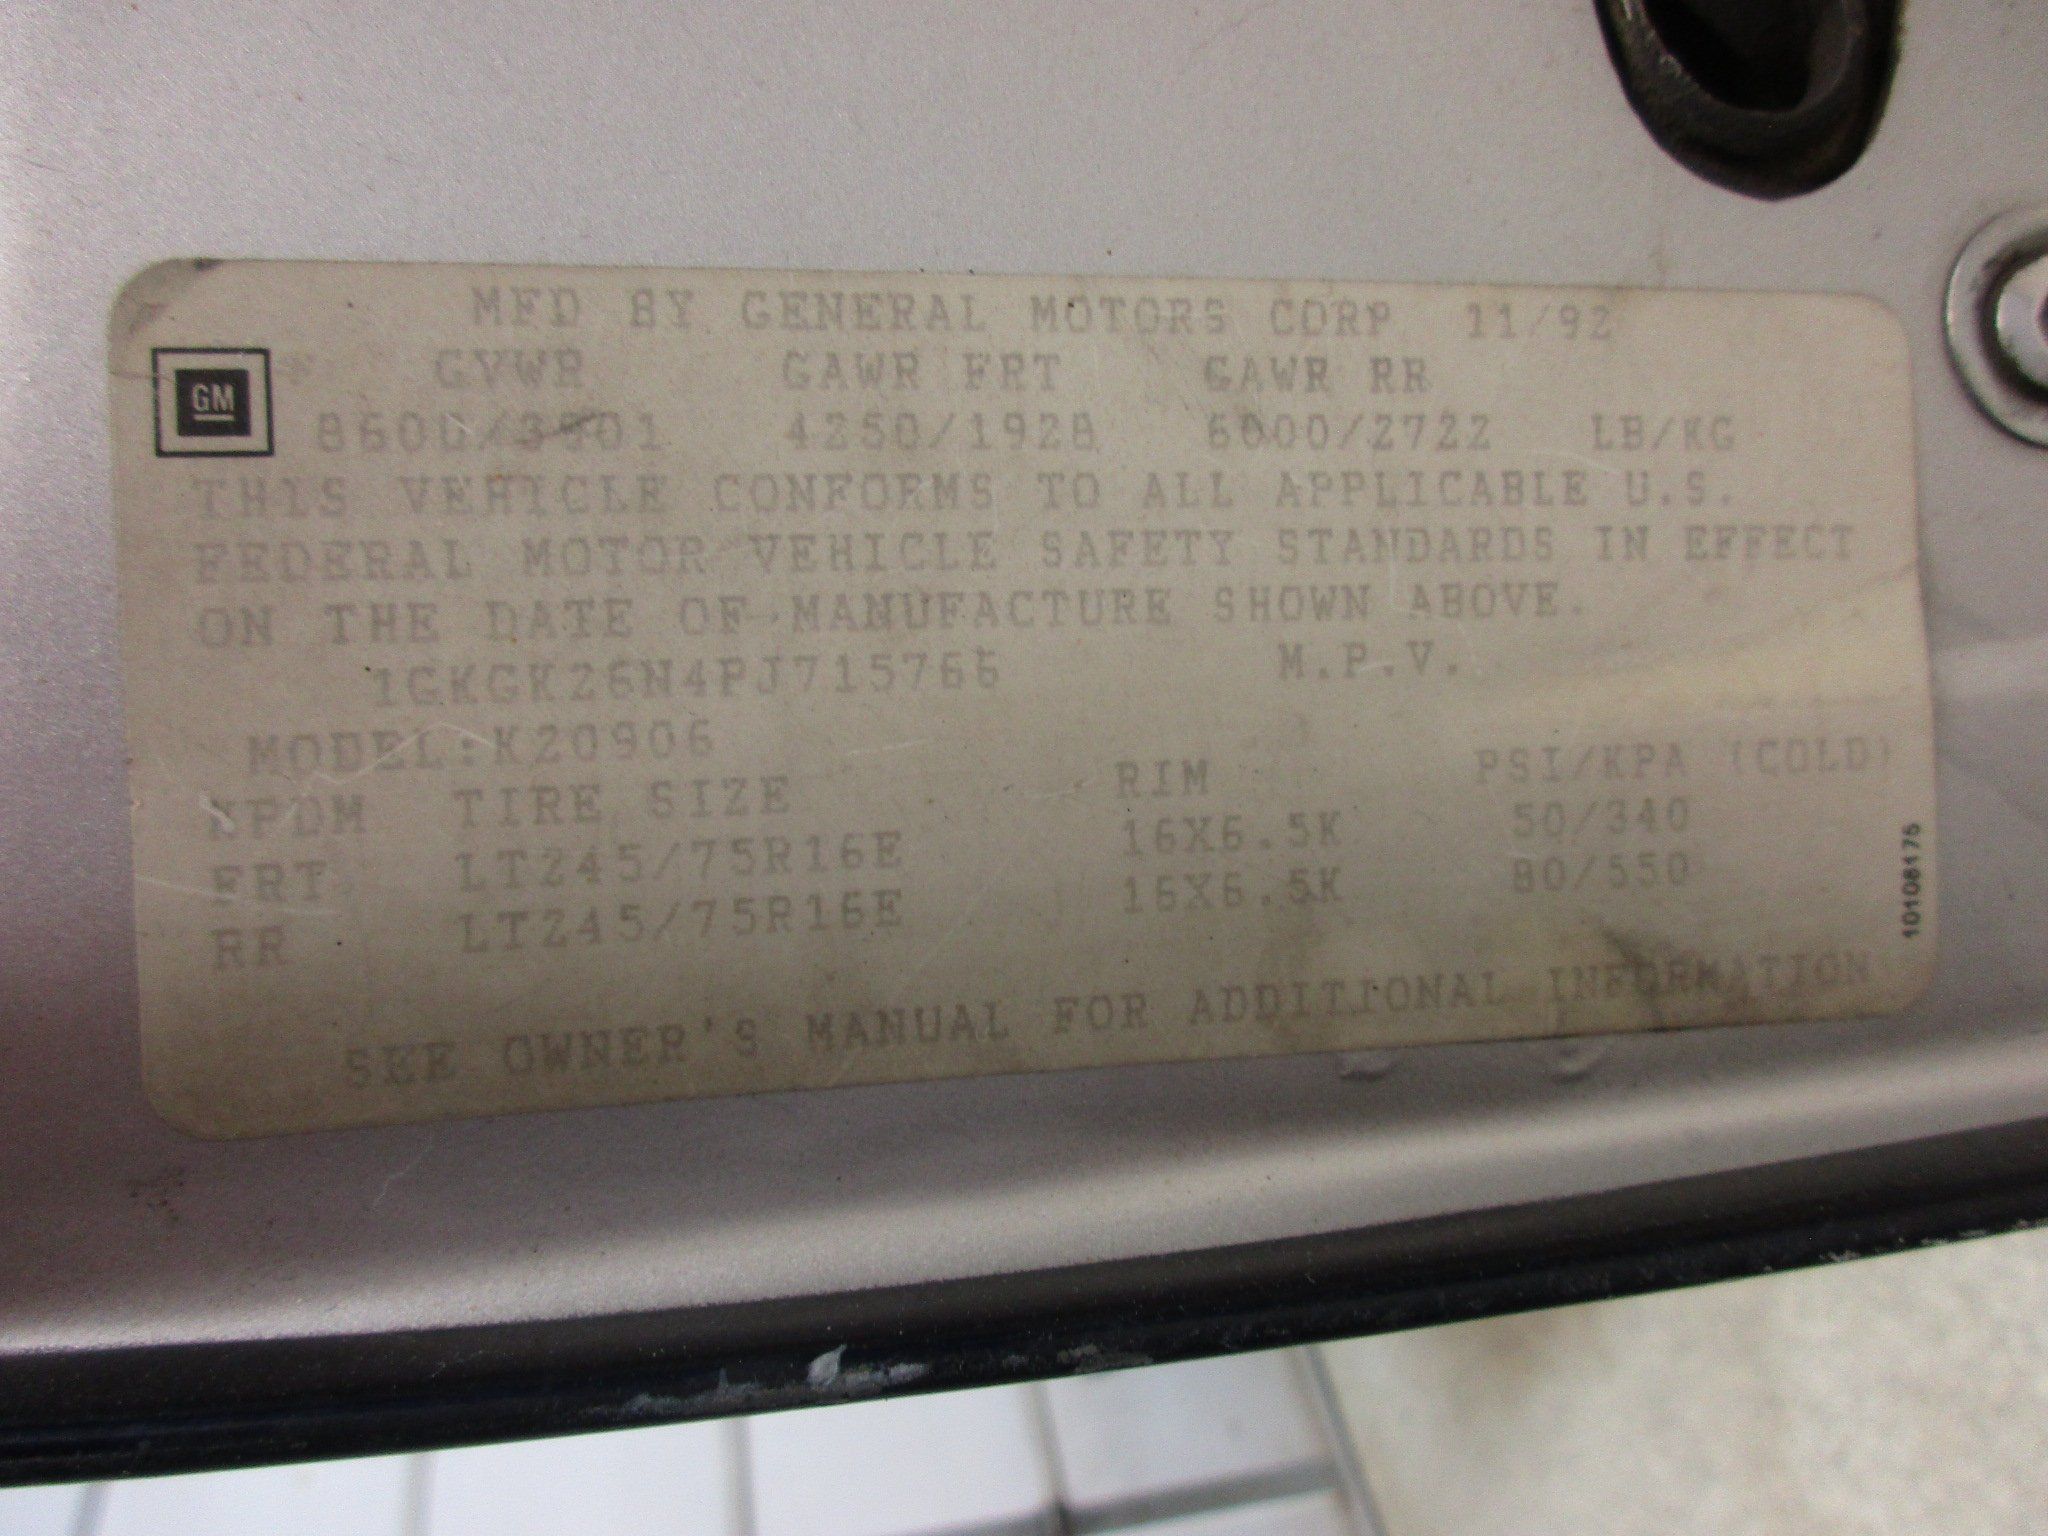 MFD BY GENERAL MOTORS CORP 11/92
GM
GVWR GAWR FRT GAWR RR
8600/3901 4250/1928 6000/2722 LB/KG
THIS VEHICLE CONFORMS TO ALL APPLICABLE U.S.
FEDERAL MOTOR VEHICLE SAFETY STANDARDS IN EFFECT
ON THE DATE OF MANUFACTURE SHOWN ABOVE.
1GKGK26N4PJ715766 M.P.V.
MODEL:K20906
TIRE SIZE RIM PSI/KPA (COLD)
FRT LT245/75R16E 16X6.5K 50/340
RR LT245/75R16E 16X6.5K 80/550
SEE OWNER'S MANUAL FOR ADDITIONAL INFORMATION
10108175